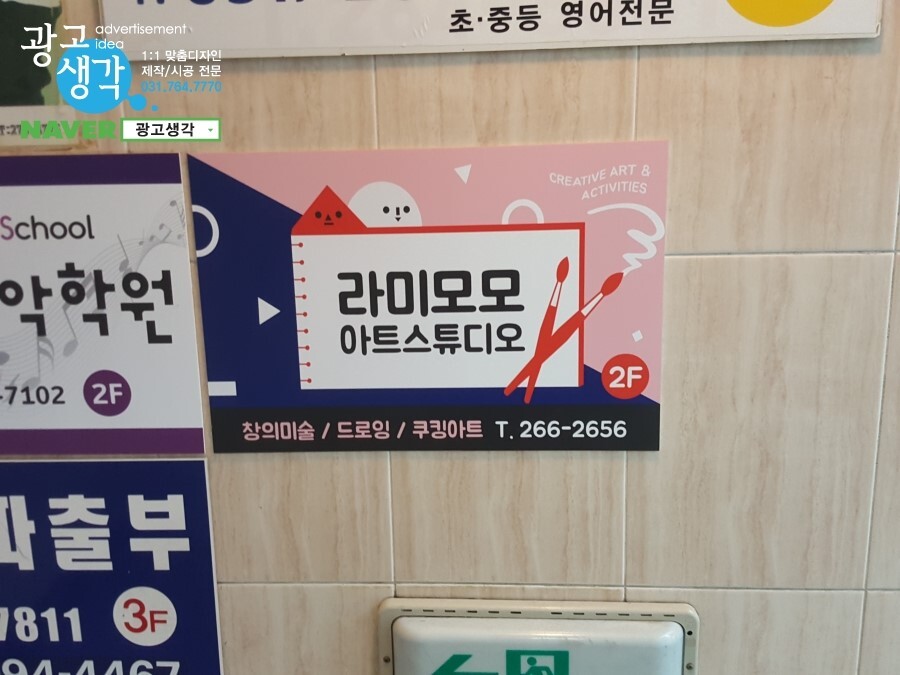 초·중등 영어전문
광고 advertisement
idea
생각 1:1 맞춤디자인
제작/시공 전문
031.764.7770
NAVER 광고생각
School
악학원
-7102 2F
CREATIVE ART &
ACTIVITIES
라미모모
아트스튜디오
2F
창의미술 / 드로잉 / 쿠킹아트 T. 266-2656
파출부
7811 3F
94-4467